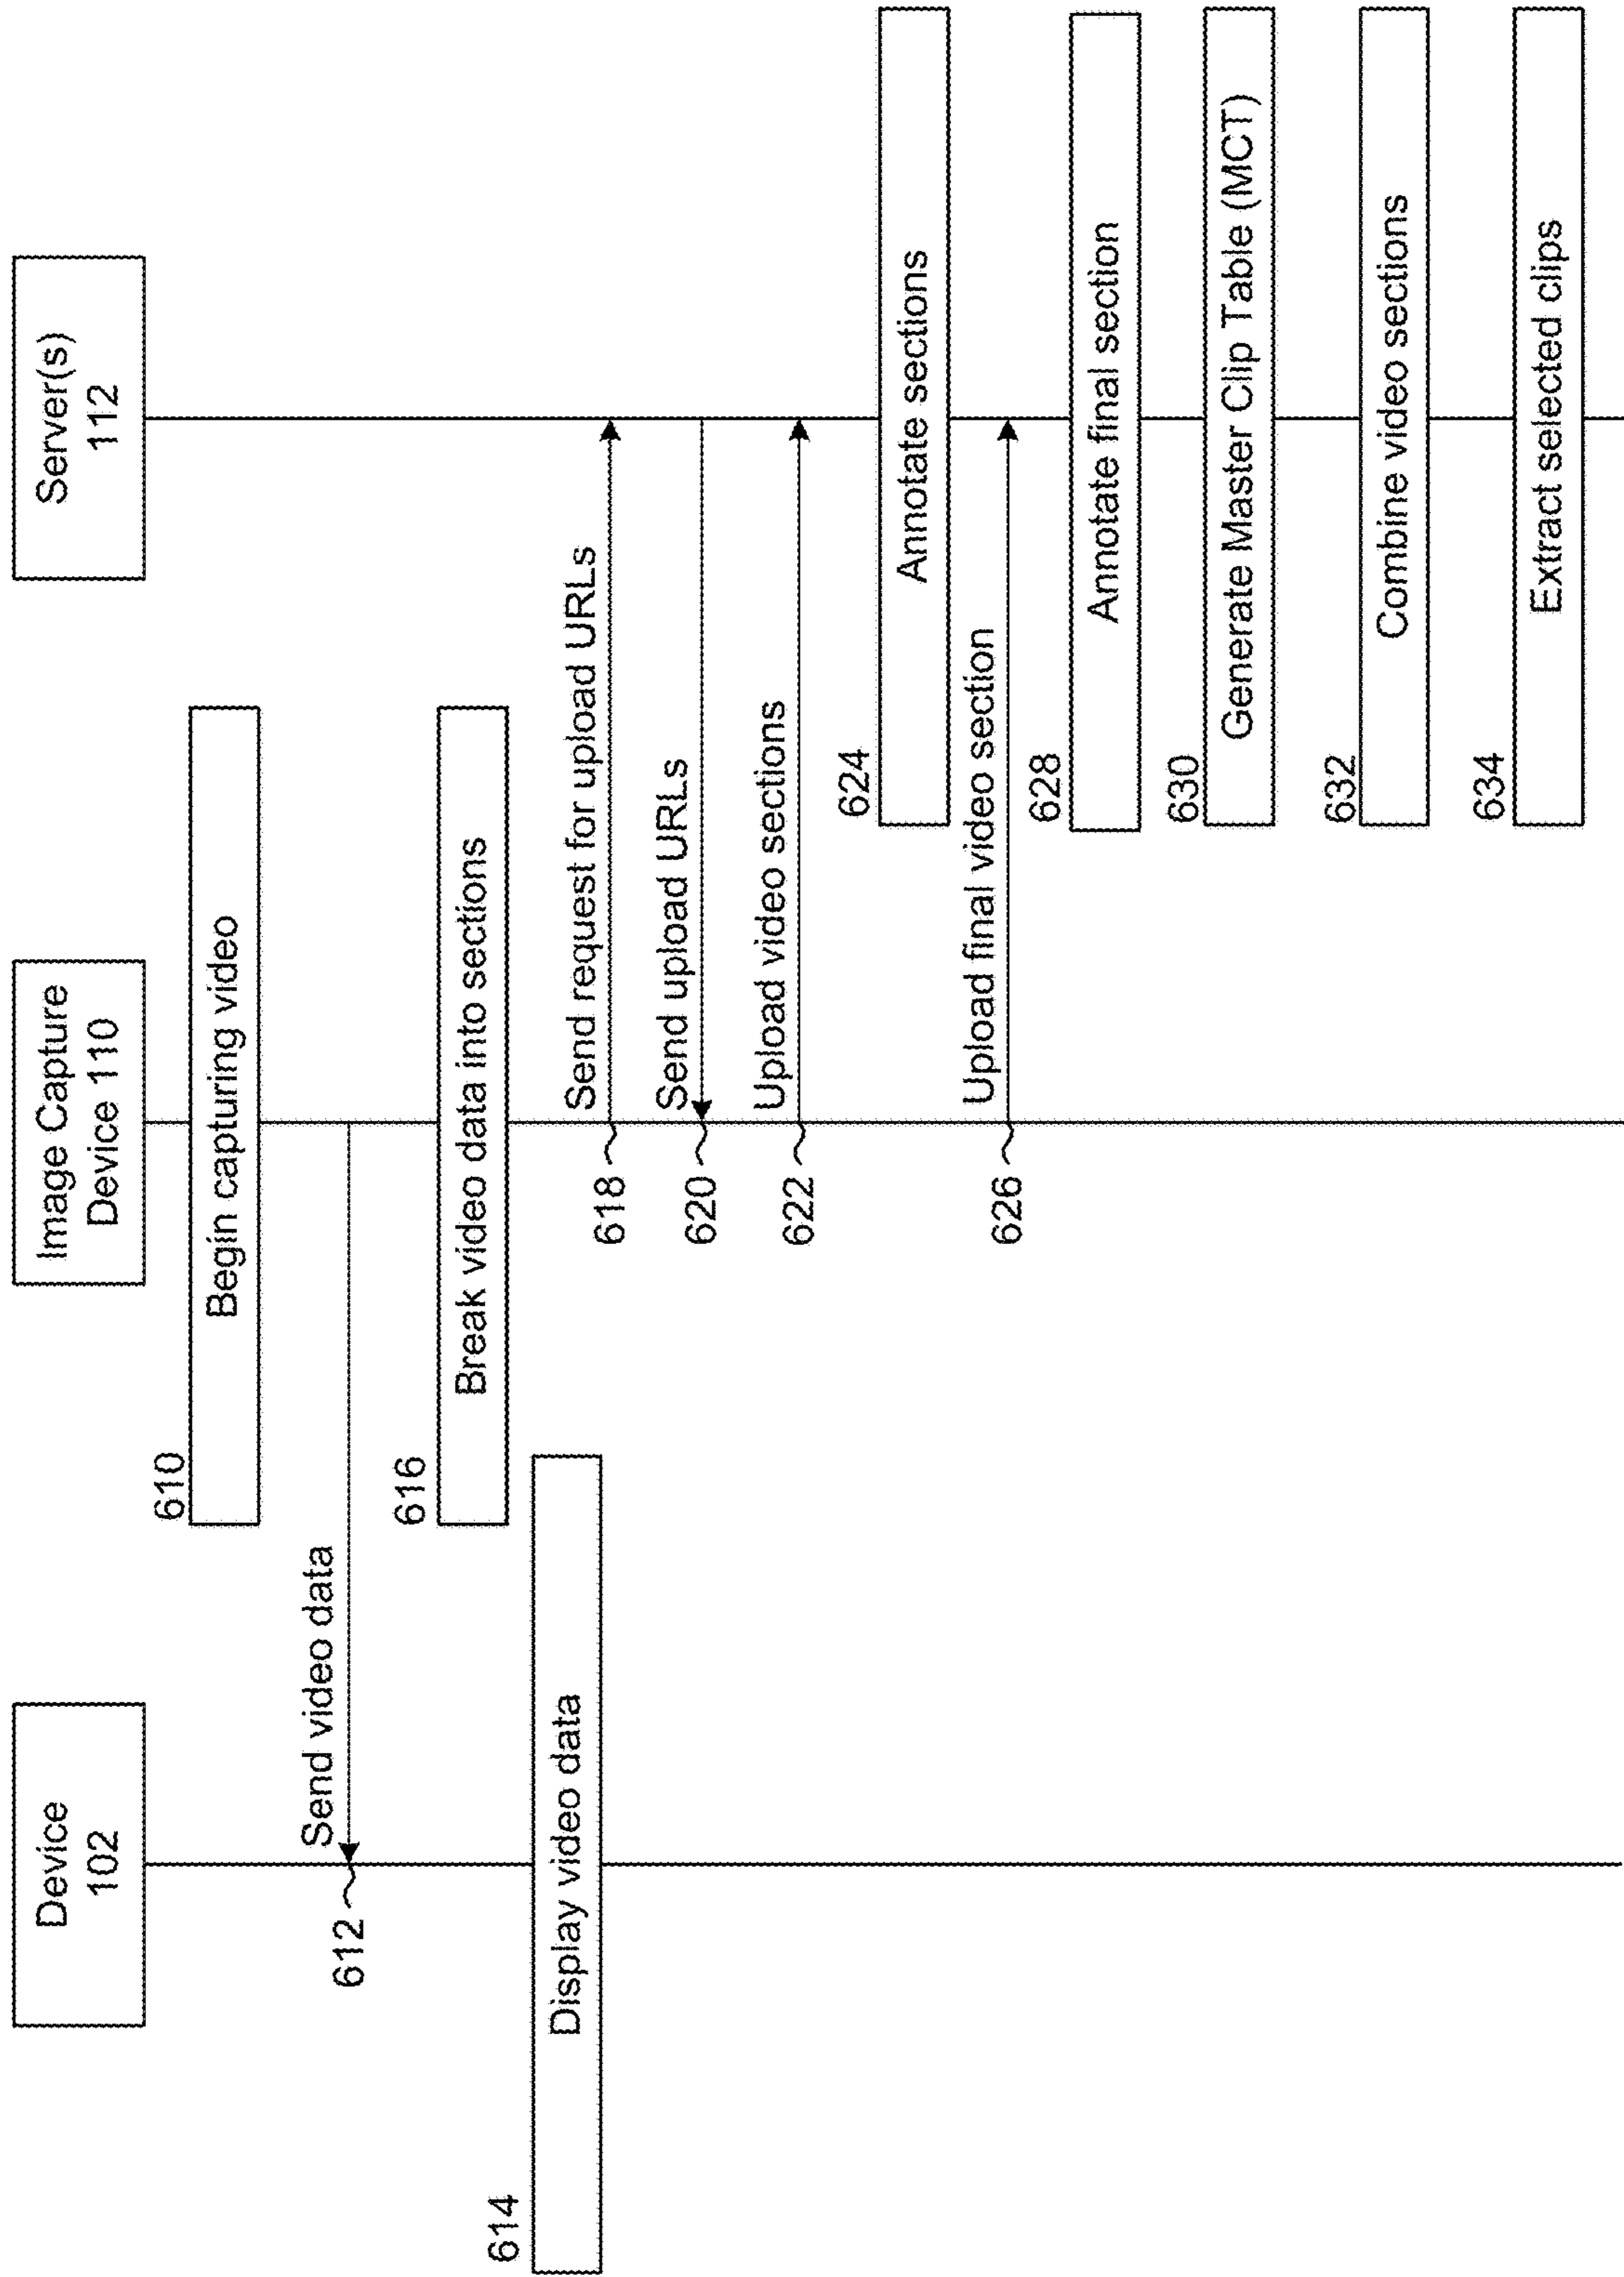 Device
102
Image Capture
Device 110
Server(s)
112
610
Begin capturing video
Send video data
612
616
Break video data into sections
614
Display video data
Send request for upload URLs
618
Send upload URLs
620
Upload video sections
622
624
Annotate sections
Upload final video section
626
628
Annotate final section
630
Generate Master Clip Table (MCT)
632
Combine video sections
634
Extract selected clips